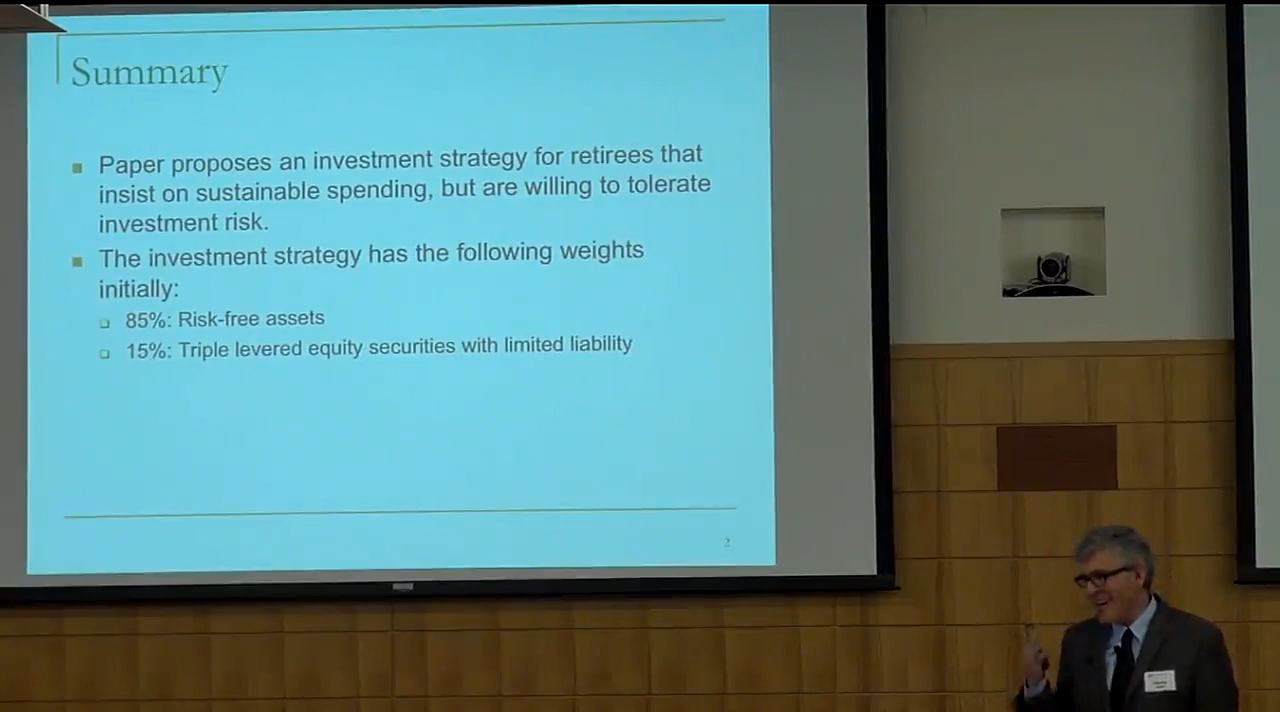 Summary
Paper proposes an investment strategy for retirees that
insist on sustainable spending, but are willing to tolerate
investment risk.
The investment strategy has the following weights
initially:
85%: Risk-free assets
15%: Triple levered equity securities with limited liability
2